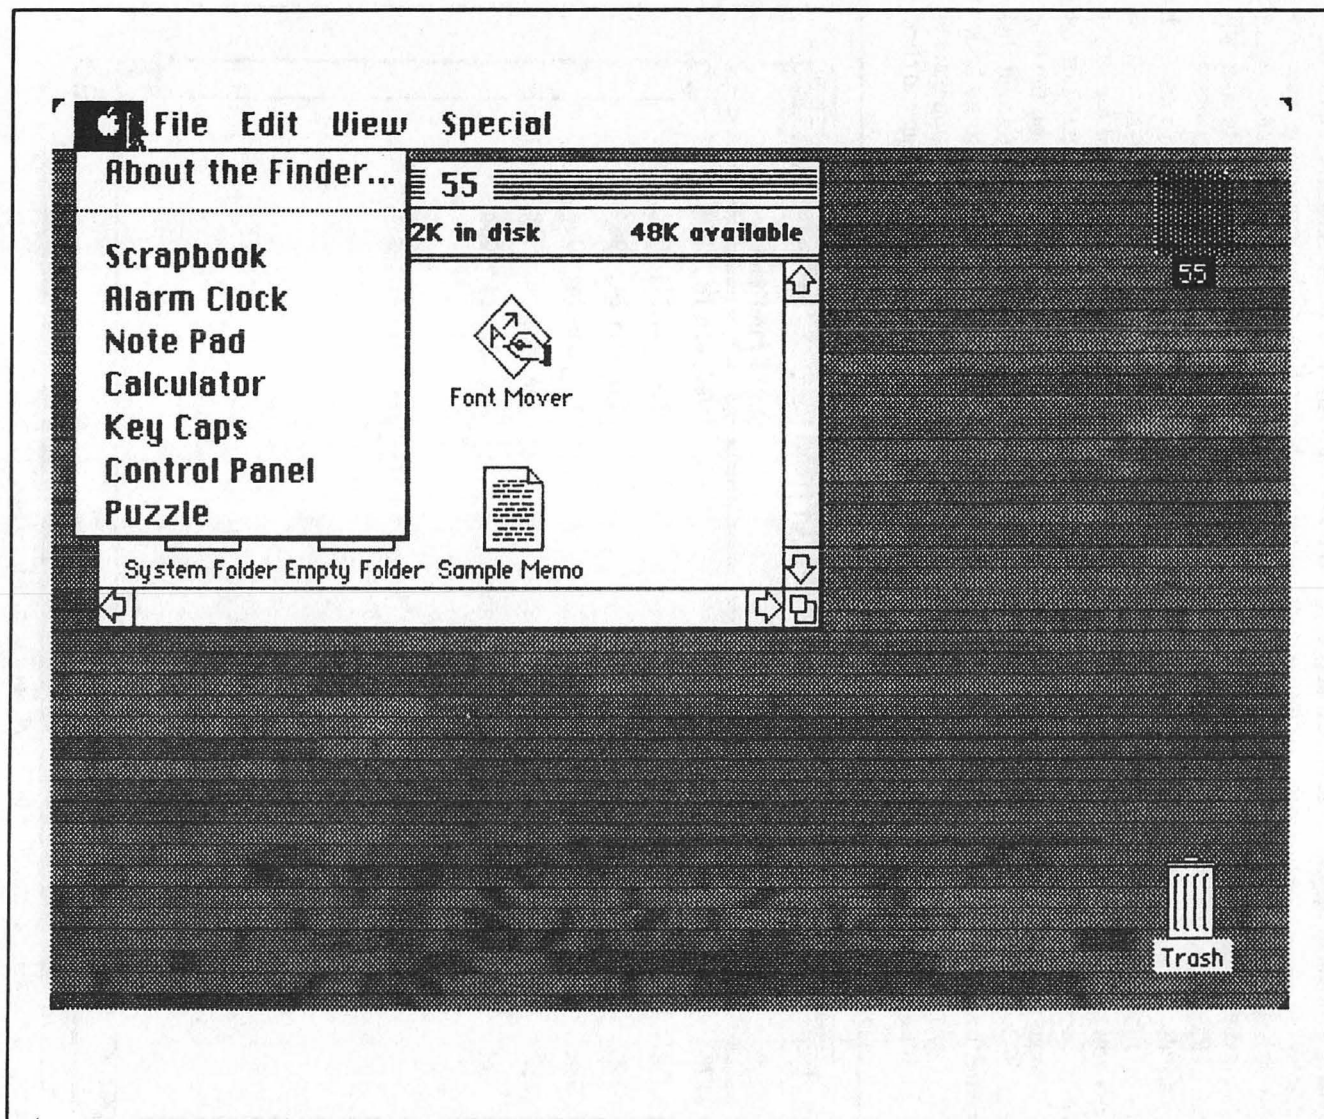 File Edit View Special
About the Finder...
Scrapbook
Alarm Clock
Note Pad
Calculator
Key Caps
Control Panel
Puzzle
55
2K in disk 48K available
Font Mover
System Folder Empty Folder Sample Memo
55
Trash